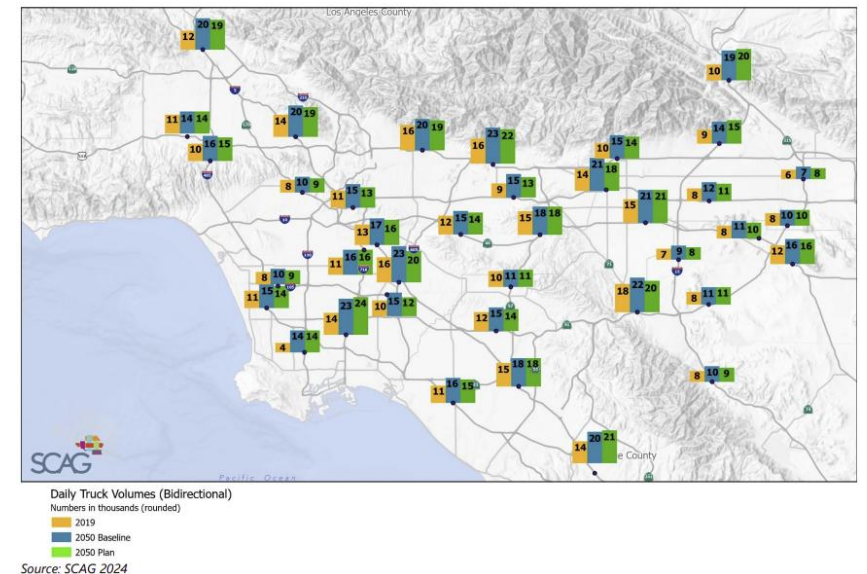 Los Angeles County
12 20 19
10 19 20
11 14 14
10 16 15
14 20 19
16 20 19
16 23 22
10 15 14
9 14 15
14 21 18
6 7 8
8 10 9
11 15 13
9 15 13
8 12 11
15 21 21
12 15 14
15 18 18
8 10 10
8 11 10
12 16 16
13 17 16
11 16 16
16 23 20
7 9 8
8 10 9
11 15 14
10 11 11
18 22 20
8 11 11
14 23 24
10 15 12
12 15 14
4 14 14
15 18 18
11 16 15
8 10 9
14 20 21
e County
SCAG
Pacific Ocean
Daily Truck Volumes (Bidirectional)
Numbers in thousands (rounded)
2019
2050 Baseline
2050 Plan
Source: SCAG 2024